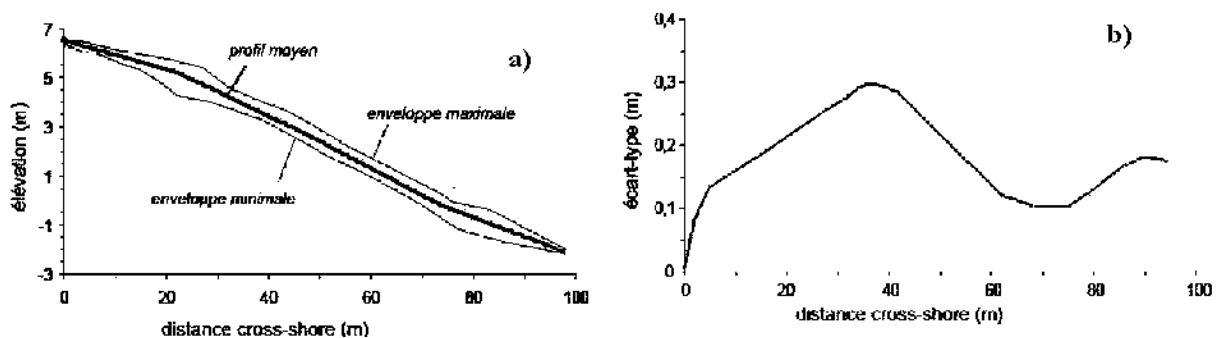 7
5
3
1
-1
-3
élévation (m)
0 20 40 60 80 100
distance cross-shore (m)
profil moyen
a)
enveloppe maximale
enveloppe minimale
b)
0,4
0,3
0,2
0,1
0
écart-type (m)
0 20 40 60 80 100
distance cross-shore (m)